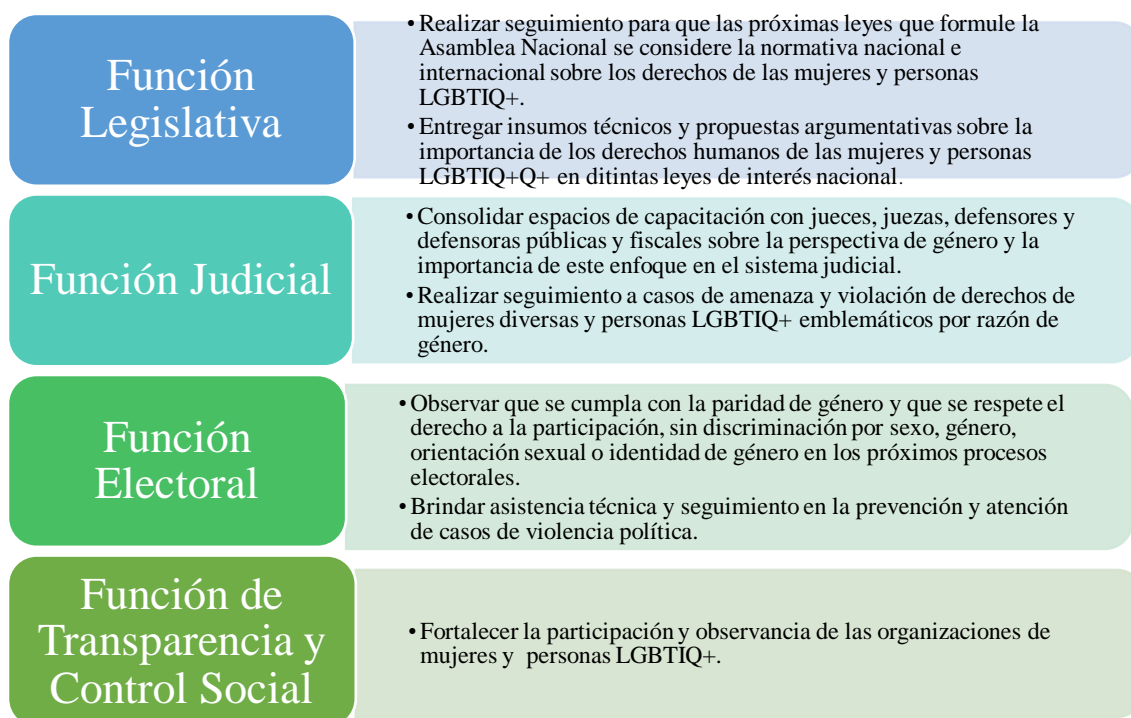 Función
Legislativa
• Realizar seguimiento para que las próximas leyes que formule la
Asamblea Nacional se considere la normativa nacional e
internacional sobre los derechos de las mujeres y personas
LGBTIQ+.
• Entregar insumos técnicos y propuestas argumentativas sobre la
importancia de los derechos humanos de las mujeres y personas
LGBTIQ+Q+ en ditintas leyes de interés nacional.
Función Judicial
• Consolidar espacios de capacitación con jueces, juezas, defensores y
defensoras públicas y fiscales sobre la perspectiva de género y la
importancia de este enfoque en el sistema judicial.
• Realizar seguimiento a casos de amenaza y violación de derechos de
mujeres diversas y personas LGBTIQ+ emblemáticos por razón de
género.
Función
Electoral
• Observar que se cumpla con la paridad de género y que se respete el
derecho a la participación, sin discriminación por sexo, género,
orientación sexual o identidad de género en los próximos procesos
electorales.
• Brindar asistencia técnica y seguimiento en la prevención y atención
de casos de violencia política.
Función de
Transparencia y
Control Social
• Fortalecer la participación y observancia de las organizaciones de
mujeres y personas LGBTIQ+.